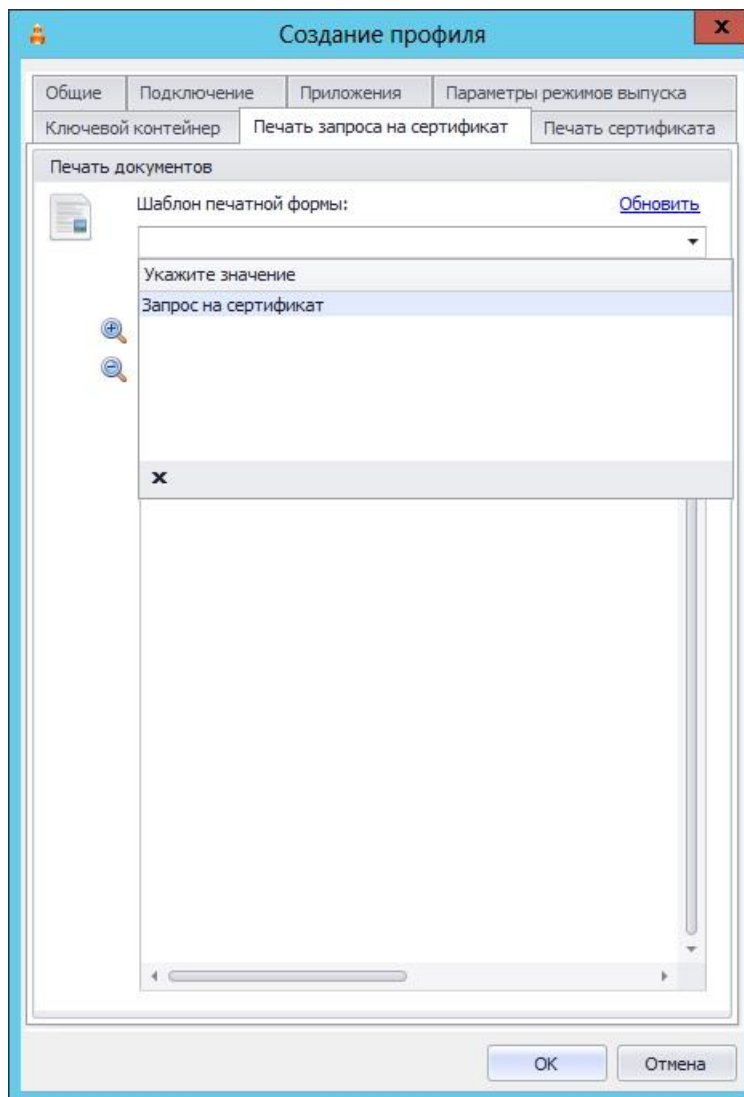 Создание профиля
x
Общие Подключение Приложения Параметры режимов выпуска
Ключевой контейнер Печать запроса на сертификат Печать сертификата
Печать документов
Шаблон печатной формы: Обновить
Укажите значение
Запрос на сертификат
x
OK Отмена